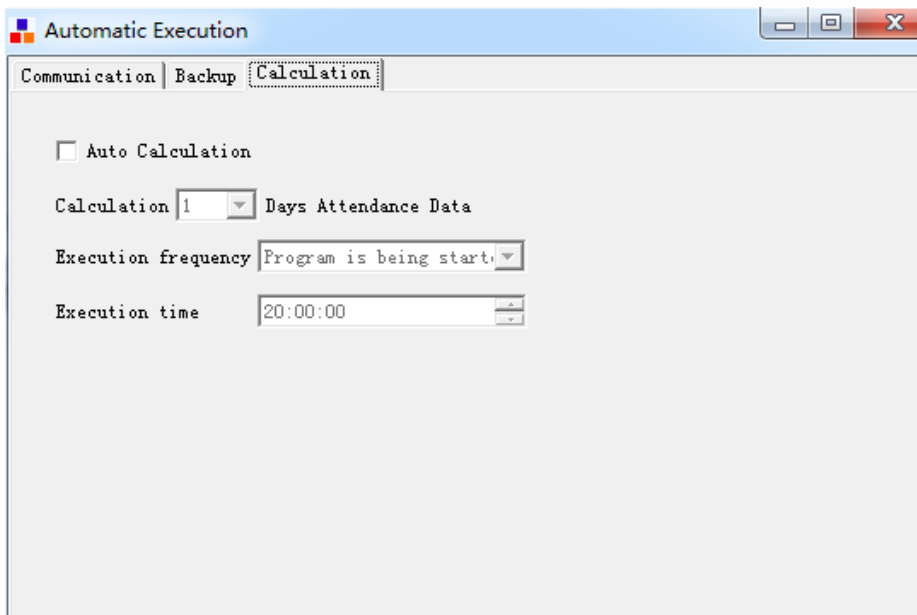 Automatic Execution
Communication Backup Calculation
Auto Calculation
Calculation 1 Days Attendance Data
Execution frequency Program is being start
Execution time 20:00:00